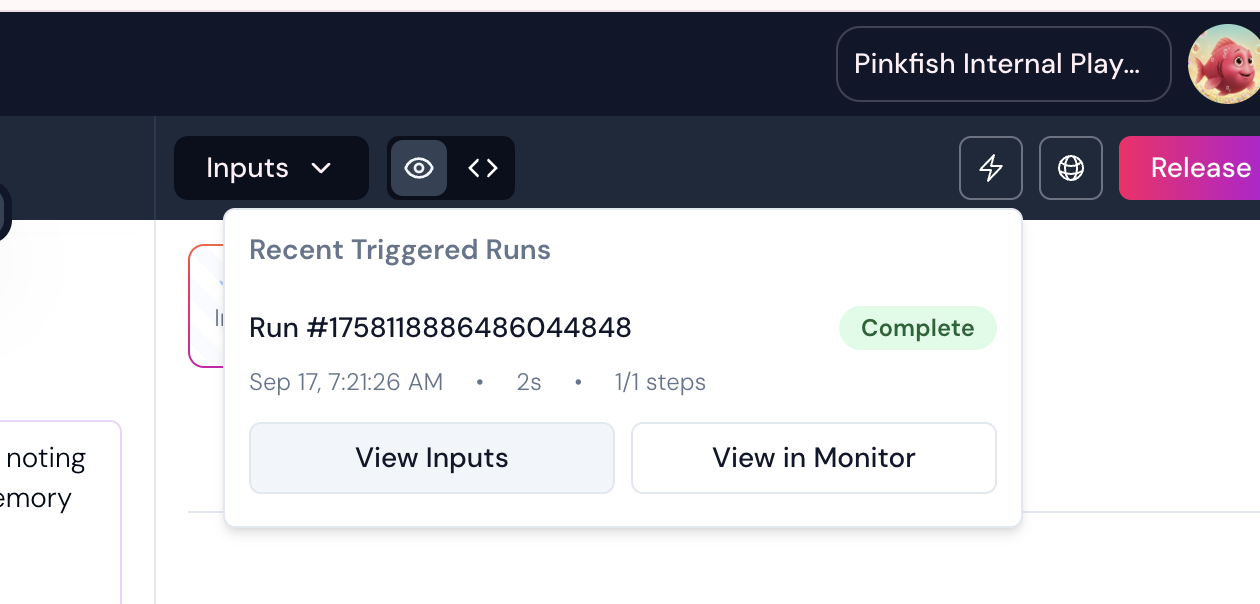 Pinkfish Internal Play...
Inputs
Release
Recent Triggered Runs
Run #1758118886486044848
Complete
Sep 17, 7:21:26 AM • 2s • 1/1 steps
View Inputs
View in Monitor
noting
emory